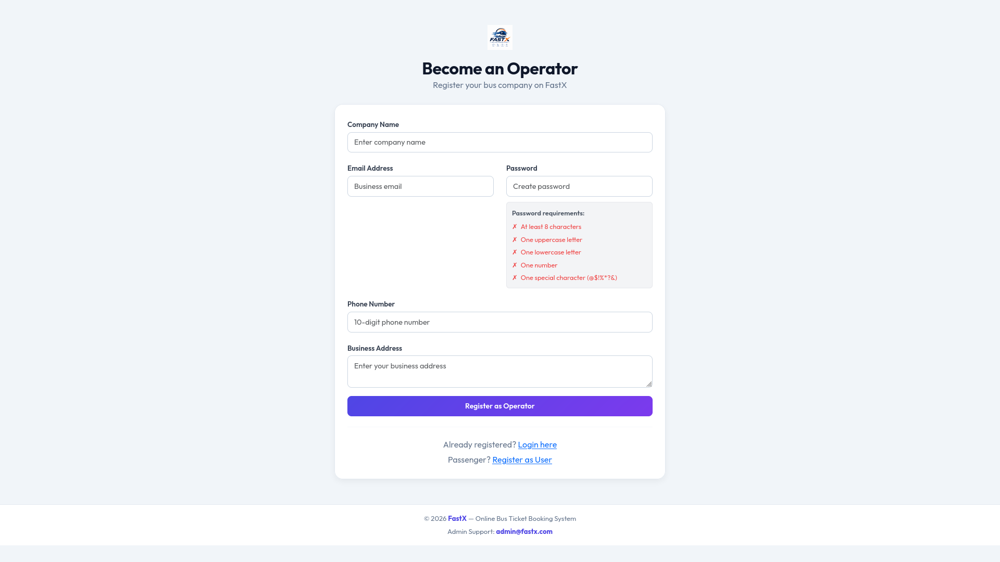 FASTX
Become an Operator
Register your bus company on FastX
Company Name
Enter company name
Email Address
Business email
Password
Create password
Password requirements:
✗ At least 8 characters
✗ One uppercase letter
✗ One lowercase letter
✗ One number
✗ One special character (@$!%*?&)
Phone Number
10-digit phone number
Business Address
Enter your business address
Register as Operator
Already registered? Login here
Passenger? Register as User
© 2026 FastX — Online Bus Ticket Booking System
Admin Support: admin@fastx.com